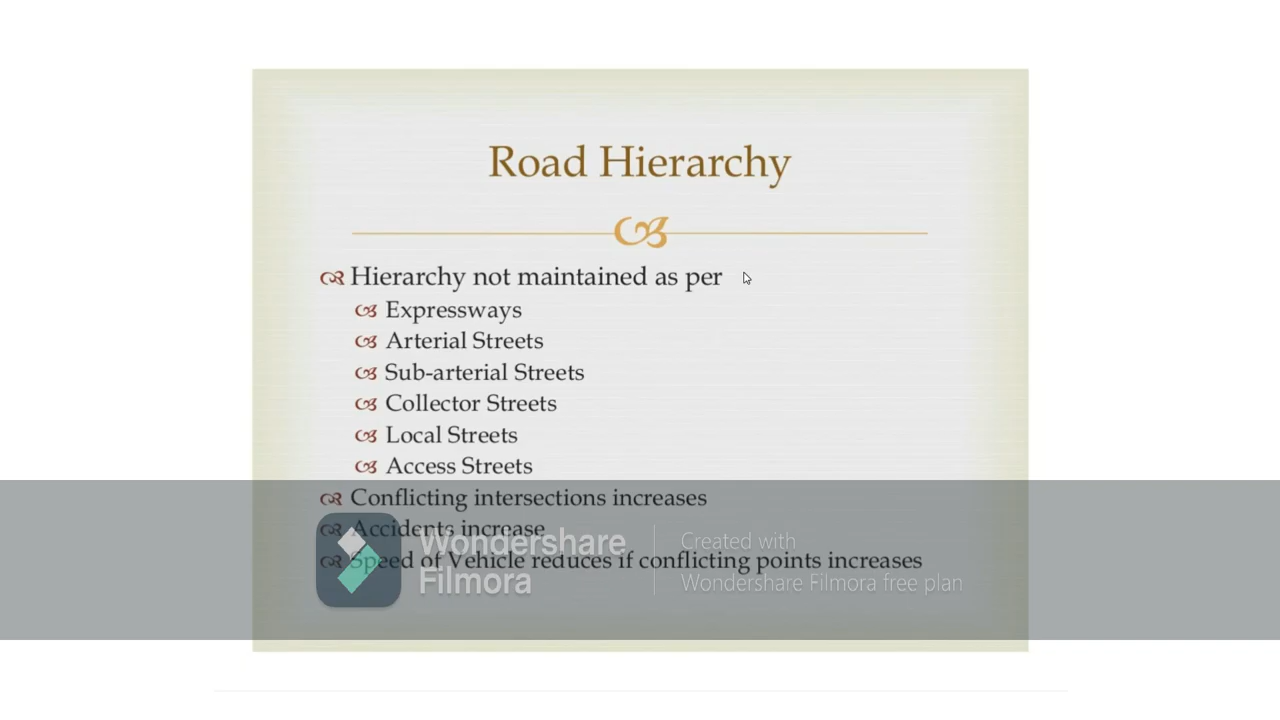 Road Hierarchy
Hierarchy not maintained as per
Expressways
Arterial Streets
Sub-arterial Streets
Collector Streets
Local Streets
Access Streets
Conflicting intersections increases
Accidents increase
Speed of Vehicle reduces if conflicting points increases
Wondershare
Filmora
Created with
Wondershare Filmora free plan